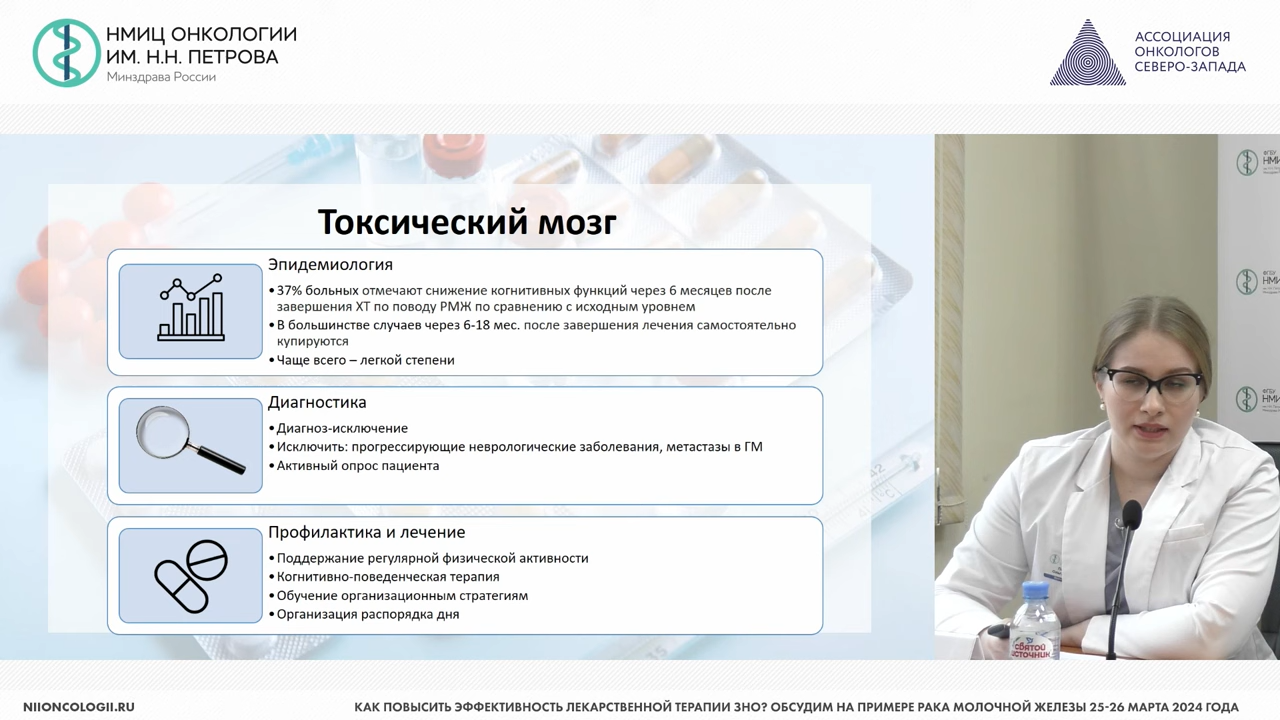 НМИЦ ОНКОЛОГИИ
ИМ. Н.Н. ПЕТРОВА
Минздрава России
АССОЦИАЦИЯ
ОНКОЛОГОВ
СЕВЕРО-ЗАПАДА
Токсический мозг
Эпидемиология
• 37% больных отмечают снижение когнитивных функций через 6 месяцев после
завершения ХТ по поводу РМЖ по сравнению с исходным уровнем
• В большинстве случаев через 6-18 мес. после завершения лечения самостоятельно
купируются
• Чаще всего – легкой степени
Диагностика
• Диагноз-исключение
• Исключить: прогрессирующие неврологические заболевания, метастазы в ГМ
• Активный опрос пациента
Профилактика и лечение
• Поддержание регулярной физической активности
• Когнитивно-поведенческая терапия
• Обучение организационным стратегиям
• Организация распорядка дня
СВЯТОЙ
ИСТОЧНИК
NIIONCOLOGII.RU
КАК ПОВЫСИТЬ ЭФФЕКТИВНОСТЬ ЛЕКАРСТВЕННОЙ ТЕРАПИИ ЗНО? ОБСУДИМ НА ПРИМЕРЕ РАКА МОЛОЧНОЙ ЖЕЛЕЗЫ 25-26 МАРТА 2024 ГОДА